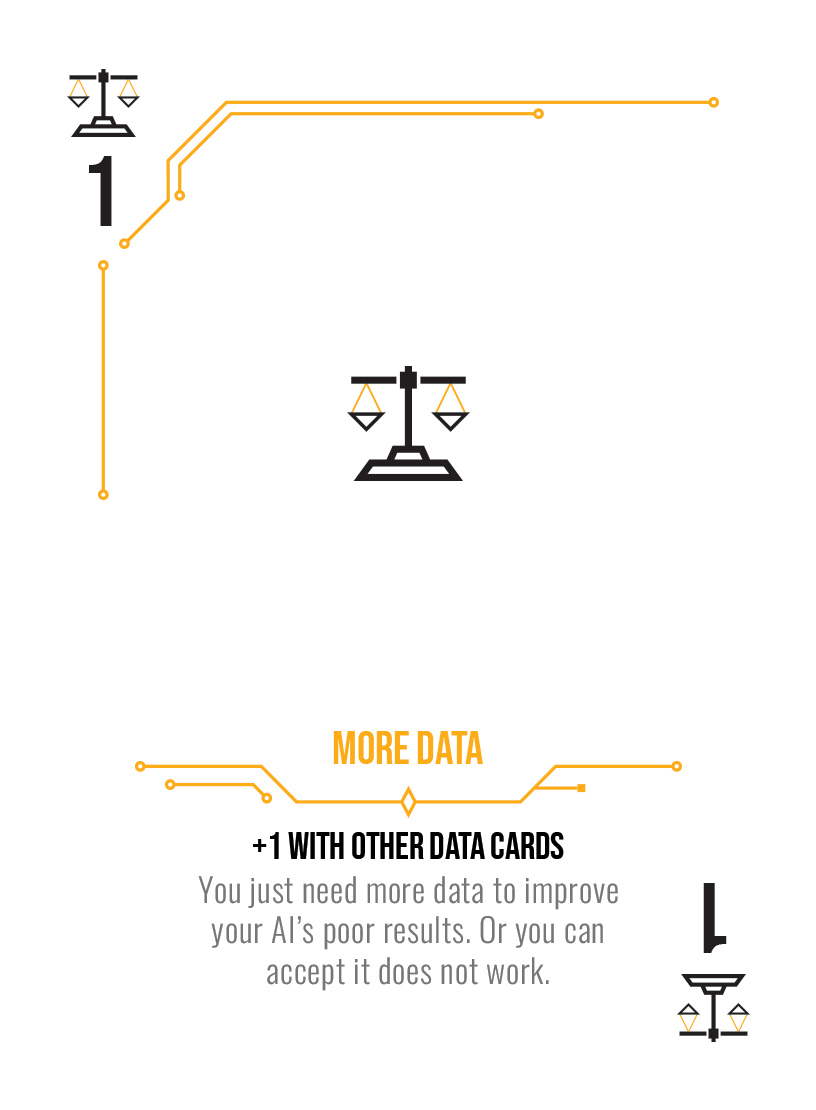 1
MORE DATA
+1 WITH OTHER DATA CARDS
You just need more data to improve
your AI’s poor results. Or you can
accept it does not work.
1